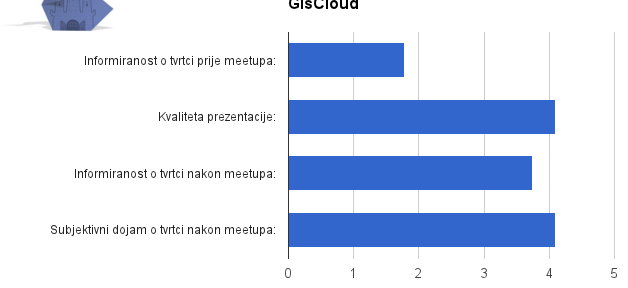 GisCloud
Informiranost o tvrtci prije meetupa:
Kvaliteta prezentacije:
Informiranost o tvrtci nakon meetupa:
Subjektivni dojam o tvrtci nakon meetupa:
0 1 2 3 4 5